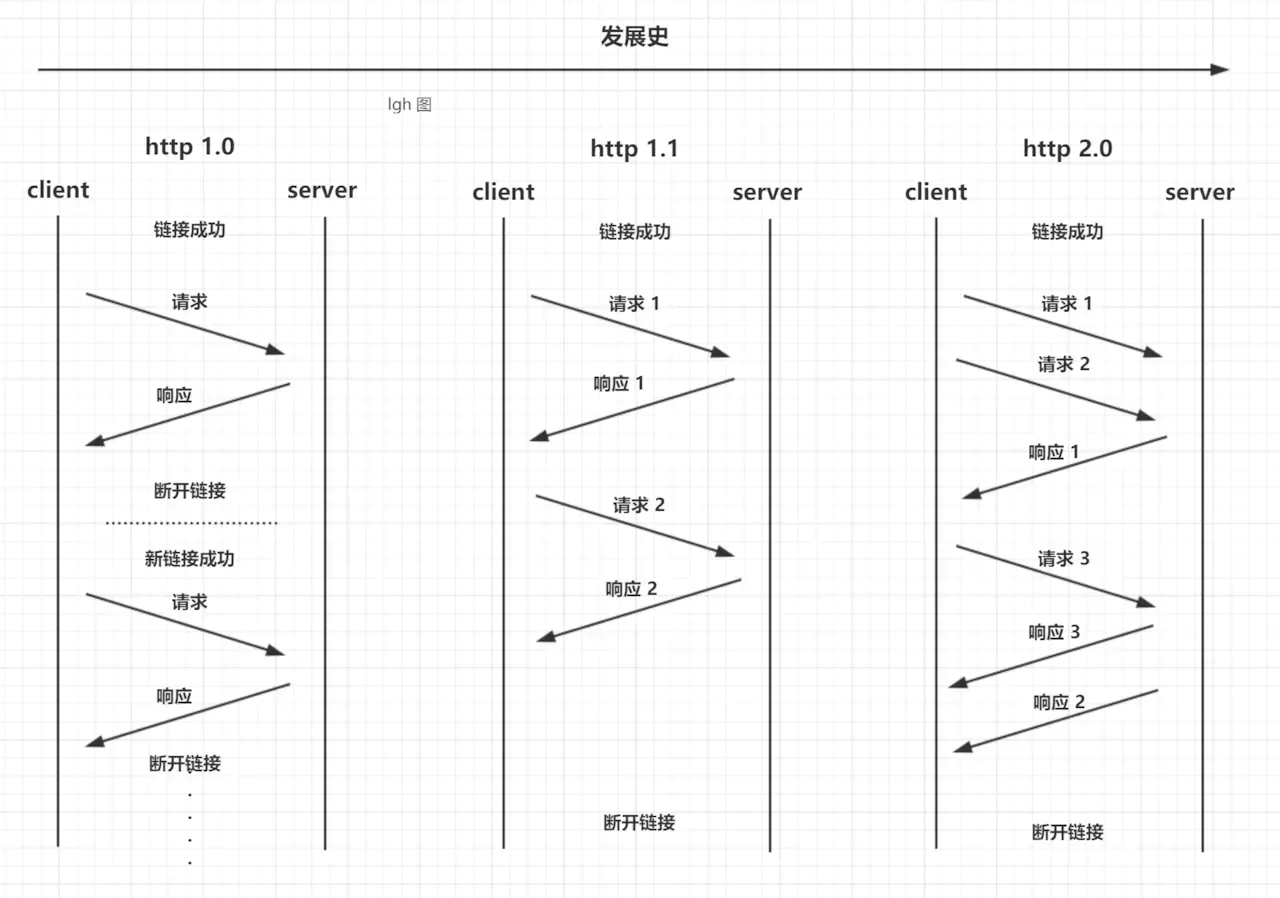 发展史
lgh 图
http 1.0
client
server
链接成功
请求
响应
断开链接
新链接成功
请求
响应
断开链接
http 1.1
client
server
链接成功
请求 1
响应 1
请求 2
响应 2
断开链接
http 2.0
client
server
链接成功
请求 1
请求 2
响应 1
请求 3
响应 3
响应 2
断开链接